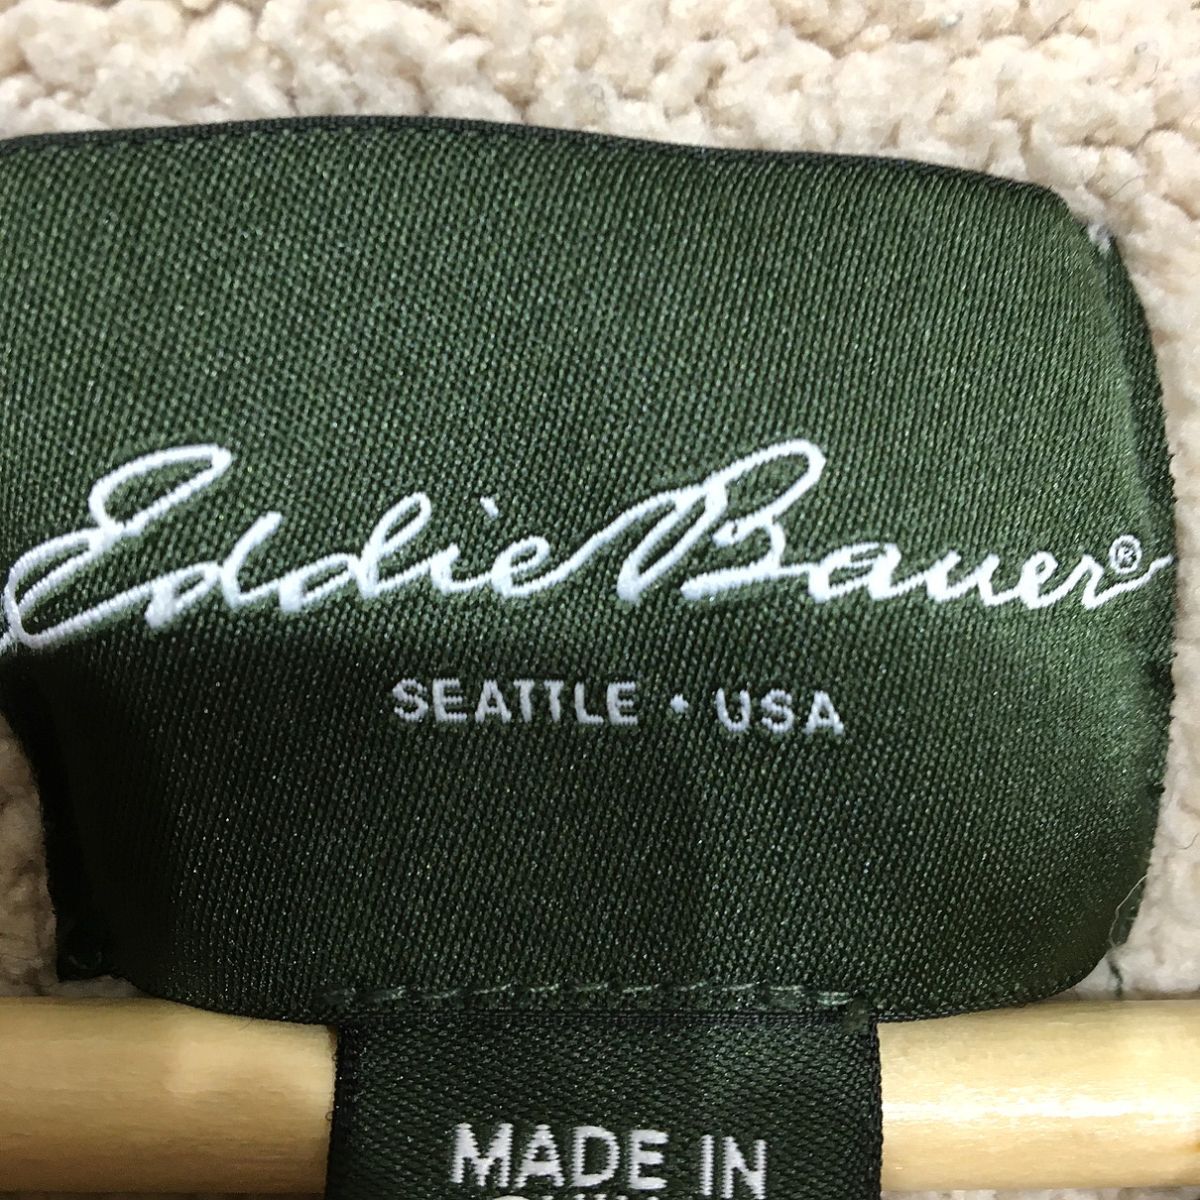 Eddie Bauer®
SEATTLE • USA
MADE IN